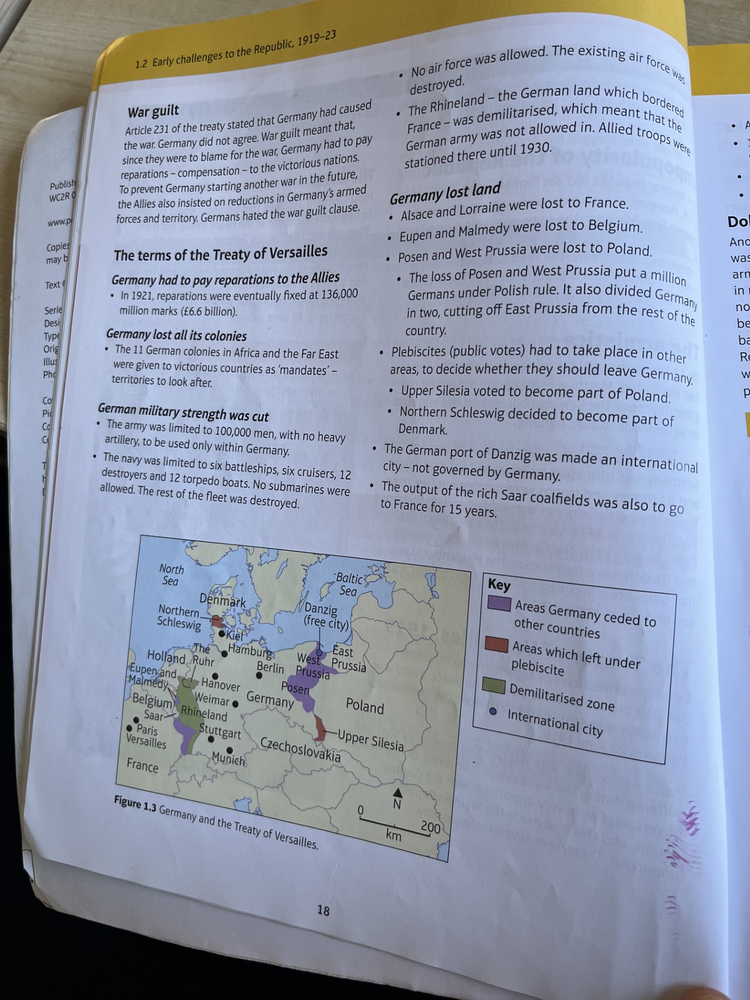 1.2 Early challenges to the Republic, 1919–23
War guilt
Article 231 of the treaty stated that Germany had caused
the war. Germany did not agree. War guilt meant that,
since they were to blame for the war, Germany had to pay
reparations – compensation – to the victorious nations.
To prevent Germany starting another war in the future,
the Allies also insisted on reductions in Germany's armed
forces and territory. Germans hated the war guilt clause.
The terms of the Treaty of Versailles
Germany had to pay reparations to the Allies
• In 1921, reparations were eventually fixed at 136,000
million marks (£6.6 billion).
Germany lost all its colonies
• The 11 German colonies in Africa and the Far East
were given to victorious countries as 'mandates' –
territories to look after.
German military strength was cut
• The army was limited to 100,000 men, with no heavy
artillery, to be used only within Germany.
• The navy was limited to six battleships, six cruisers, 12
destroyers and 12 torpedo boats. No submarines were
allowed. The rest of the fleet was destroyed.
• No air force was allowed. The existing air force was
destroyed.
• The Rhineland – the German land which bordered
France – was demilitarised, which meant that the
German army was not allowed in. Allied troops were
stationed there until 1930.
Germany lost land
• Alsace and Lorraine were lost to France.
• Eupen and Malmedy were lost to Belgium.
• Posen and West Prussia were lost to Poland.
• The loss of Posen and West Prussia put a million
Germans under Polish rule. It also divided Germany
in two, cutting off East Prussia from the rest of the
country.
• Plebiscites (public votes) had to take place in other
areas, to decide whether they should leave Germany.
• Upper Silesia voted to become part of Poland.
• Northern Schleswig decided to become part of
Denmark.
• The German port of Danzig was made an international
city – not governed by Germany.
• The output of the rich Saar coalfields was also to go
to France for 15 years.
North
Sea
Baltic
Sea
Denmark
Northern
Schleswig
Danzig
(free city)
Kiel
Hamburg
The
Ruhr
Holland
Eupen and
Malmedy
Hanover
Berlin
West
Prussia
East
Prussia
Posen
Belgium
Weimar
Germany
Poland
Saar
Rhineland
Paris
Versailles
Stuttgart
Munich
Czechoslovakia
Upper Silesia
France
N
0
200
km
Key
Areas Germany ceded to
other countries
Areas which left under
plebiscite
Demilitarised zone
International city
Figure 1.3 Germany and the Treaty of Versailles.
18
Publish
WC2R 0
www.p
Copies
may b
Text
Serie
Desi
Type
Orig
Illus